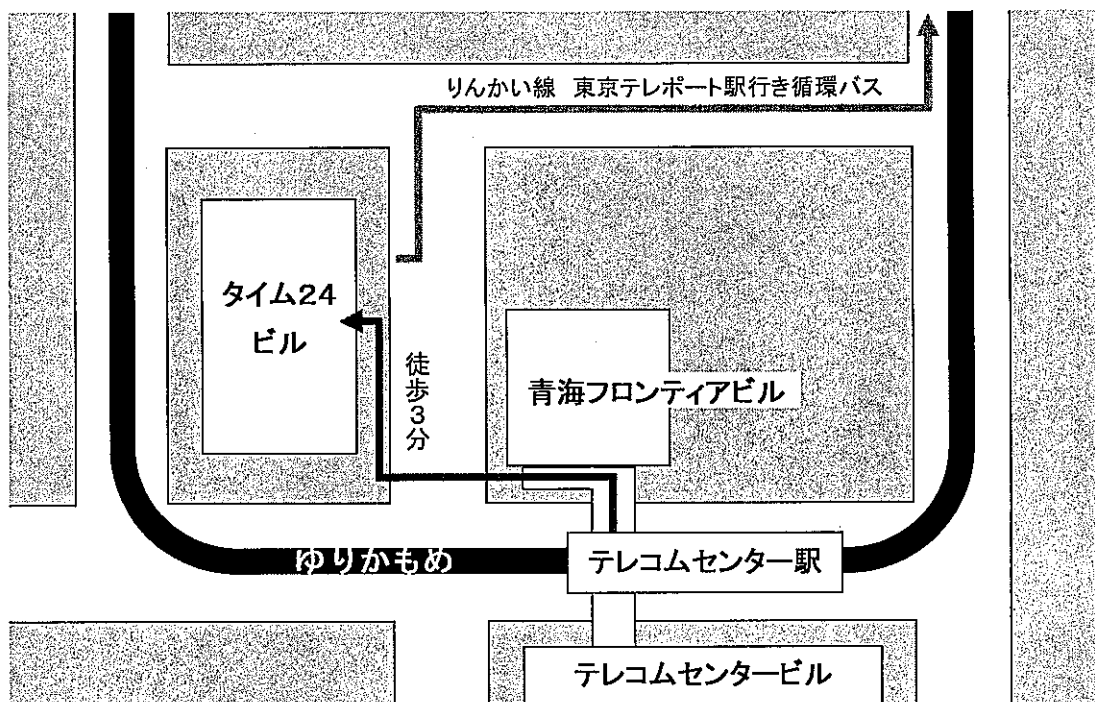 りんかい線 東京テレポート駅行き循環バス
タイム24
ビル
徒歩3分
青海フロンティアビル
ゆりかもめ
テレコムセンター駅
テレコムセンタービル